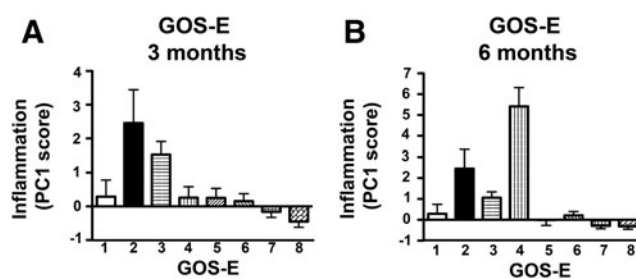 A
GOS-E
3 months
Inflammation
(PC1 score)
4
3
2
1
0
-1
1 2 3 4 5 6 7 8
GOS-E
B
GOS-E
6 months
Inflammation
(PC1 score)
7
6
5
4
3
2
1
0
-1
1 2 3 4 5 6 7 8
GOS-E